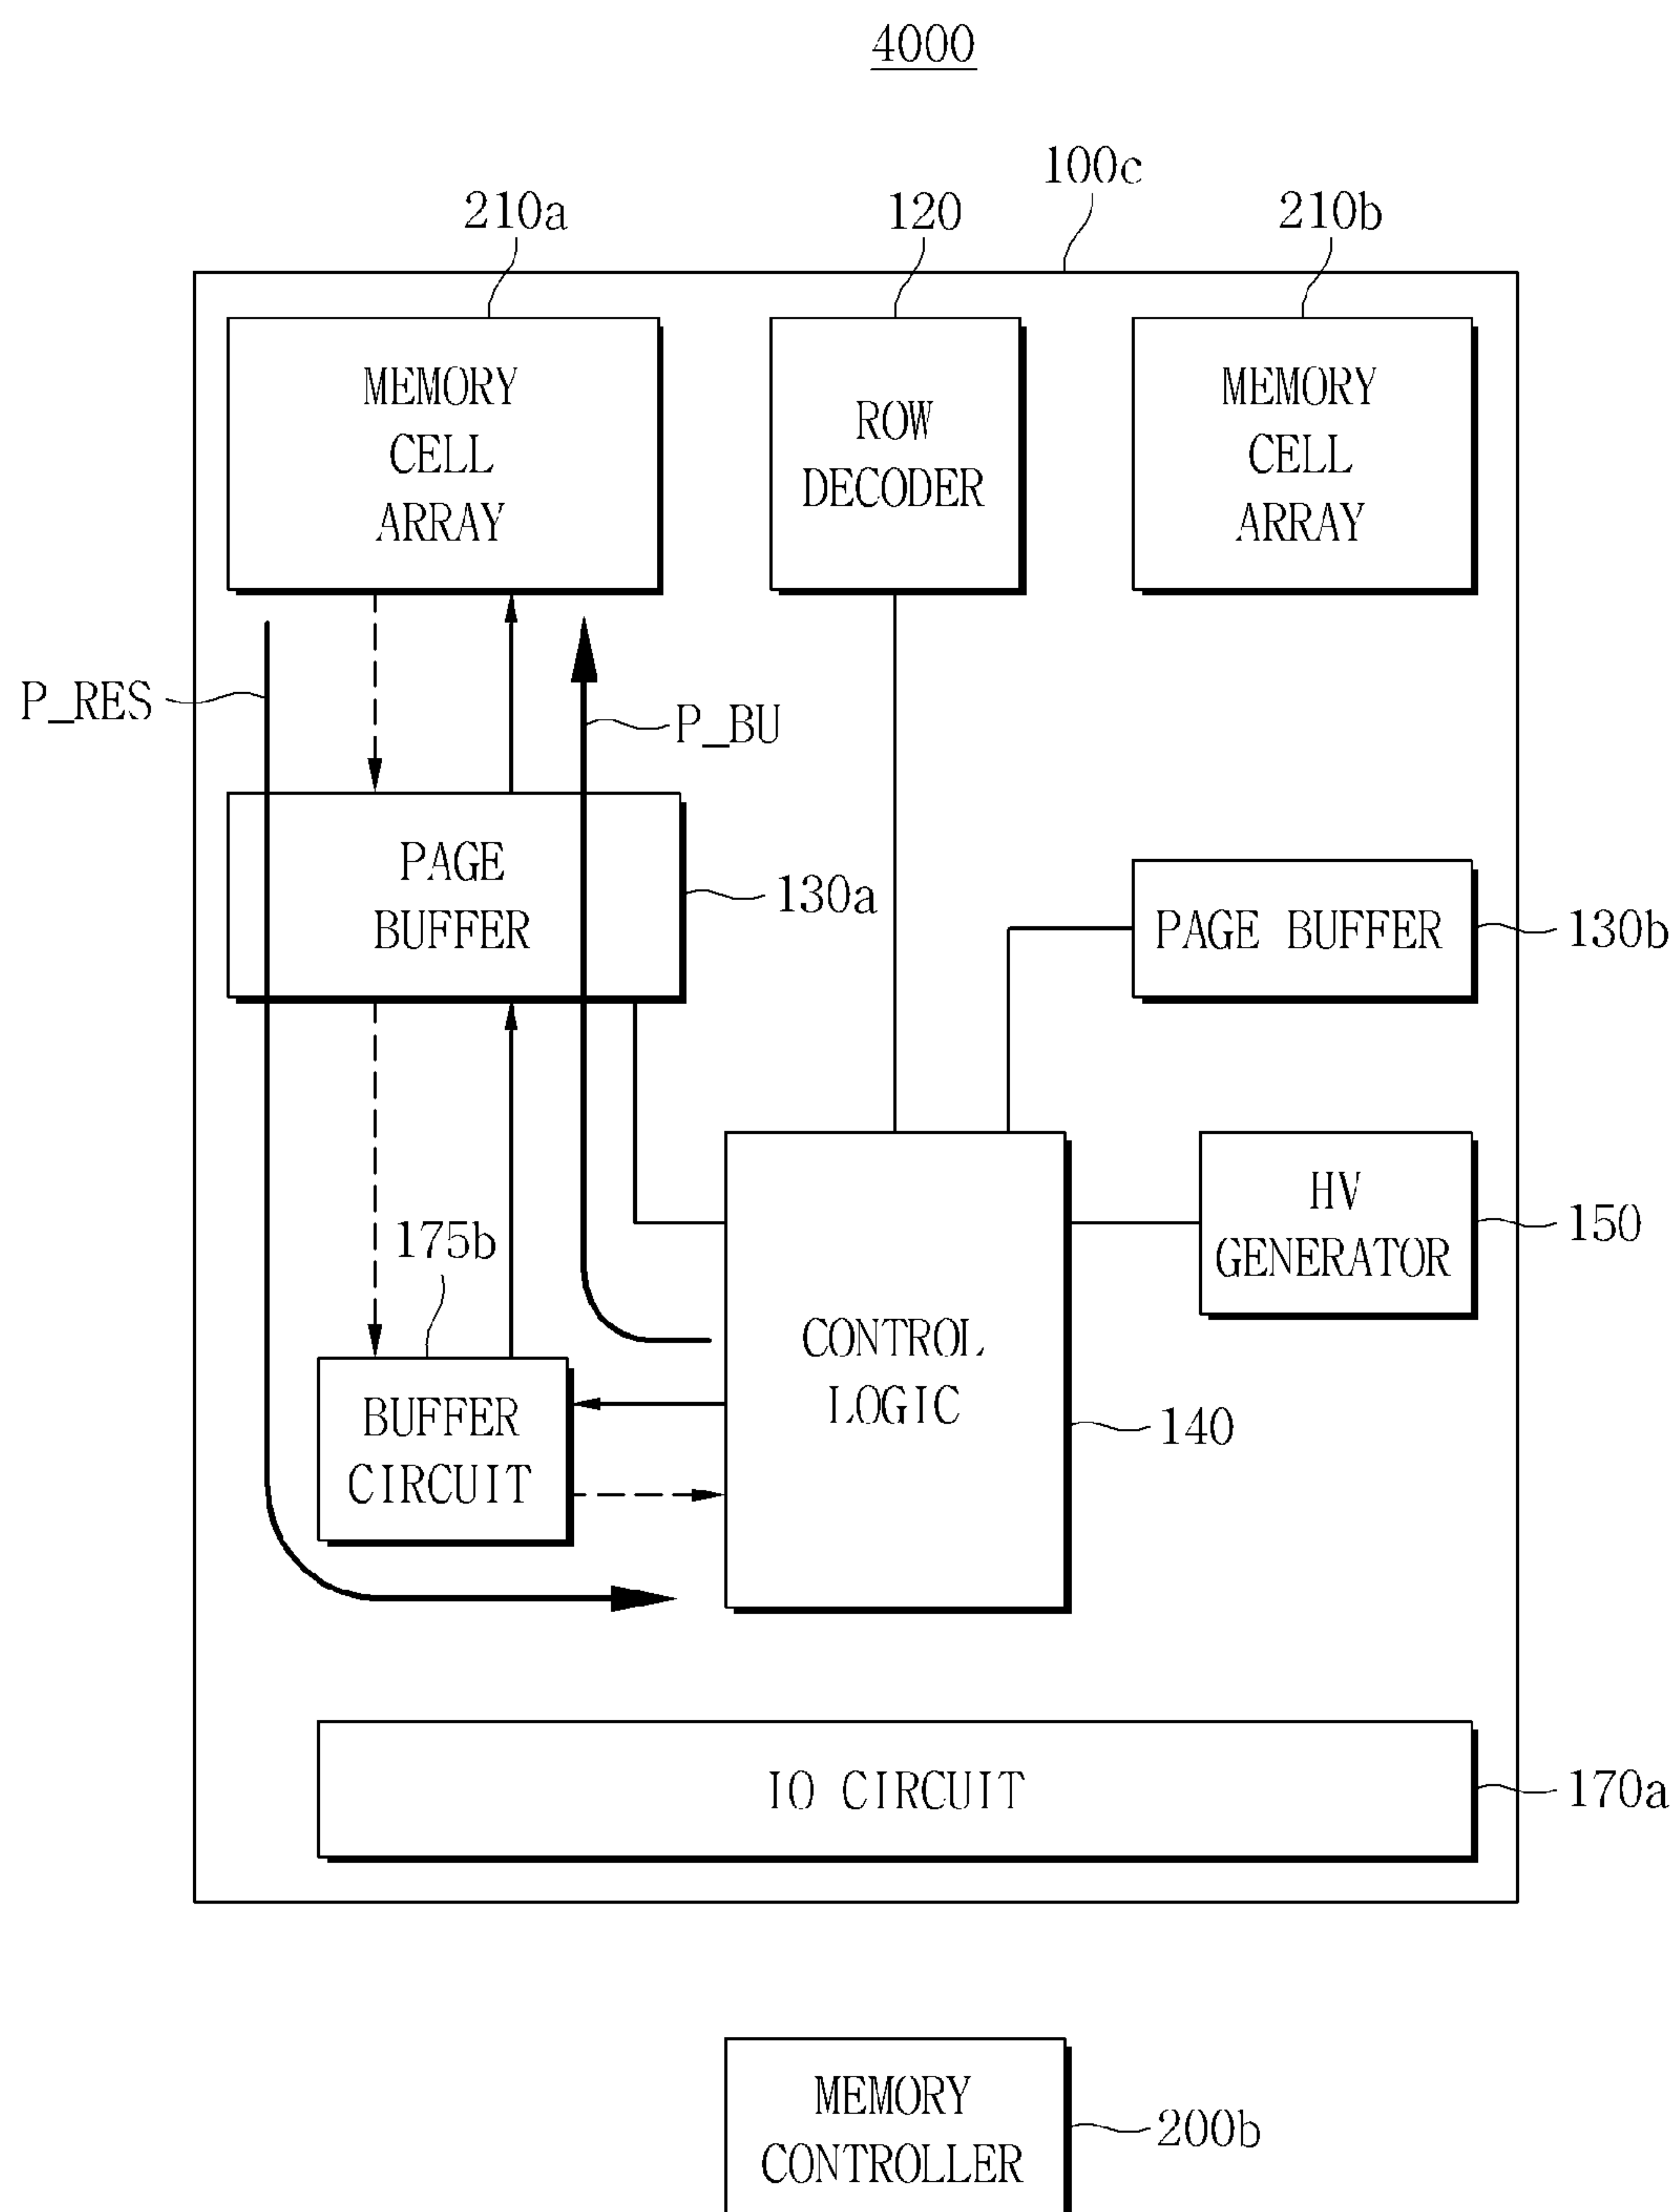 4000
100c
210a
120
210b
MEMORY
CELL
ARRAY
ROW
DECODER
MEMORY
CELL
ARRAY
P_RES
P_BU
PAGE
BUFFER
130a
PAGE BUFFER
130b
175b
HV
GENERATOR
150
CONTROL
LOGIC
140
BUFFER
CIRCUIT
IO CIRCUIT
170a
MEMORY
CONTROLLER
200b